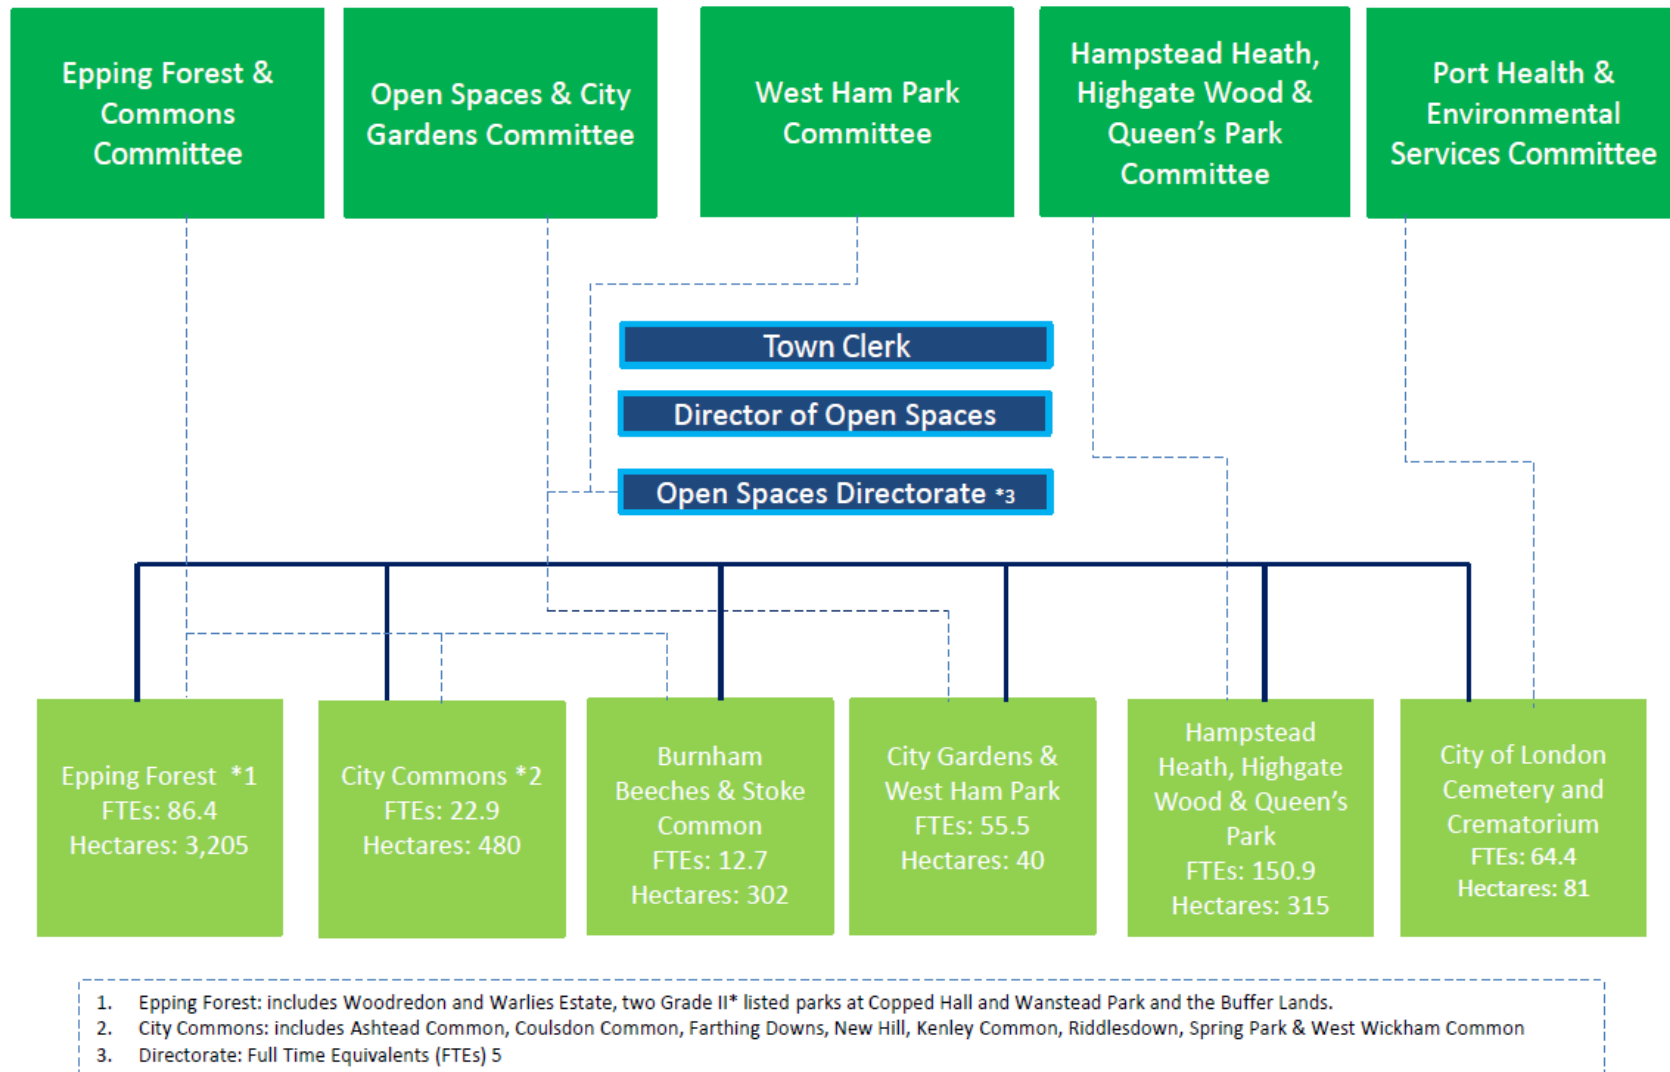 Epping Forest &
Commons
Committee
Open Spaces & City
Gardens Committee
West Ham Park
Committee
Hampstead Heath,
Highgate Wood &
Queen’s Park
Committee
Port Health &
Environmental
Services Committee
Town Clerk
Director of Open Spaces
Open Spaces Directorate *3
Epping Forest *1
FTEs: 86.4
Hectares: 3,205
City Commons *2
FTEs: 22.9
Hectares: 480
Burnham
Beeches & Stoke
Common
FTEs: 12.7
Hectares: 302
City Gardens &
West Ham Park
FTEs: 55.5
Hectares: 40
Hampstead
Heath, Highgate
Wood & Queen’s
Park
FTEs: 150.9
Hectares: 315
City of London
Cemetery and
Crematorium
FTEs: 64.4
Hectares: 81
1. Epping Forest: includes Woodredon and Warlies Estate, two Grade II* listed parks at Copped Hall and Wanstead Park and the Buffer Lands.
2. City Commons: includes Ashtead Common, Coulsdon Common, Farthing Downs, New Hill, Kenley Common, Riddlesdown, Spring Park & West Wickham Common
3. Directorate: Full Time Equivalents (FTEs) 5